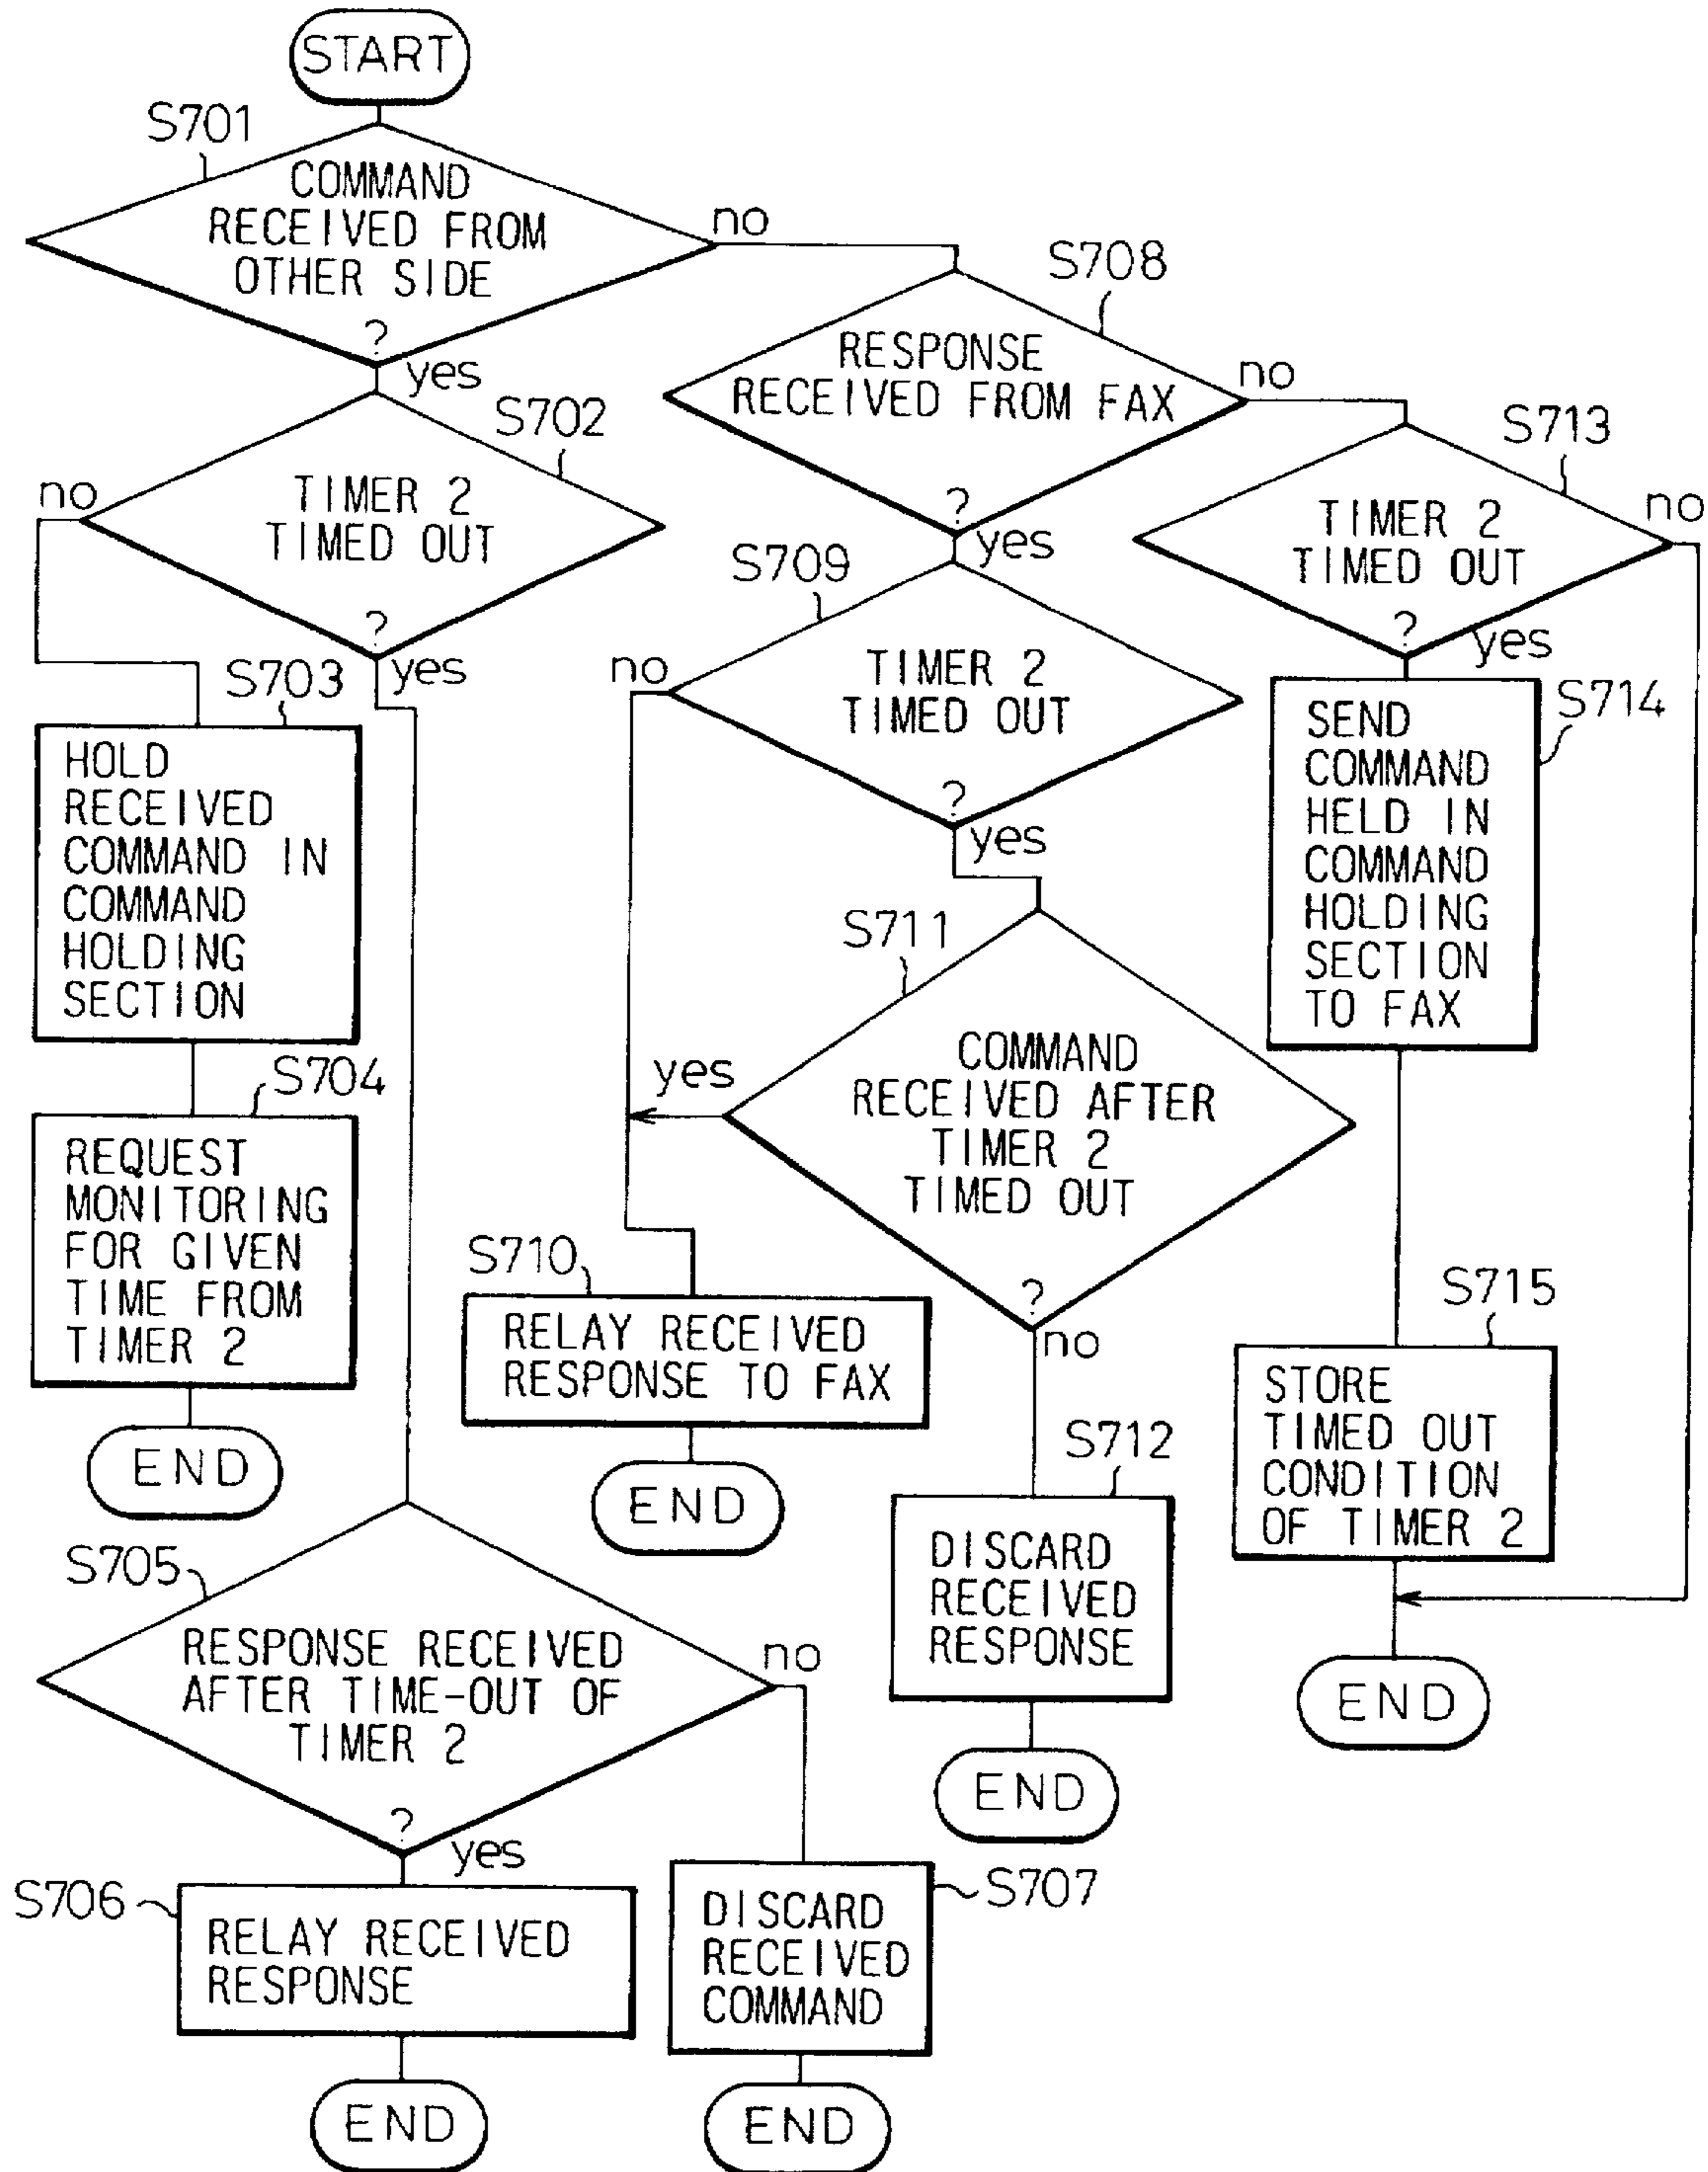 START
S701
COMMAND
RECEIVED FROM
OTHER SIDE
?
no
yes
S702
TIMER 2
TIMED OUT
?
no
yes
S703
HOLD
RECEIVED
COMMAND IN
COMMAND
HOLDING
SECTION
S704
REQUEST
MONITORING
FOR GIVEN
TIME FROM
TIMER 2
END
S705
RESPONSE RECEIVED
AFTER TIME-OUT OF
TIMER 2
?
no
yes
S706
RELAY RECEIVED
RESPONSE
END
S707
DISCARD
RECEIVED
COMMAND
END
S708
RESPONSE
RECEIVED FROM FAX
?
no
yes
S709
TIMER 2
TIMED OUT
?
no
yes
S710
RELAY RECEIVED
RESPONSE TO FAX
END
S711
COMMAND
RECEIVED AFTER
TIMER 2
TIMED OUT
?
yes
no
S712
DISCARD
RECEIVED
RESPONSE
END
S713
TIMER 2
TIMED OUT
?
no
yes
S714
SEND
COMMAND
HELD IN
COMMAND
HOLDING
SECTION
TO FAX
S715
STORE
TIMED OUT
CONDITION
OF TIMER 2
END